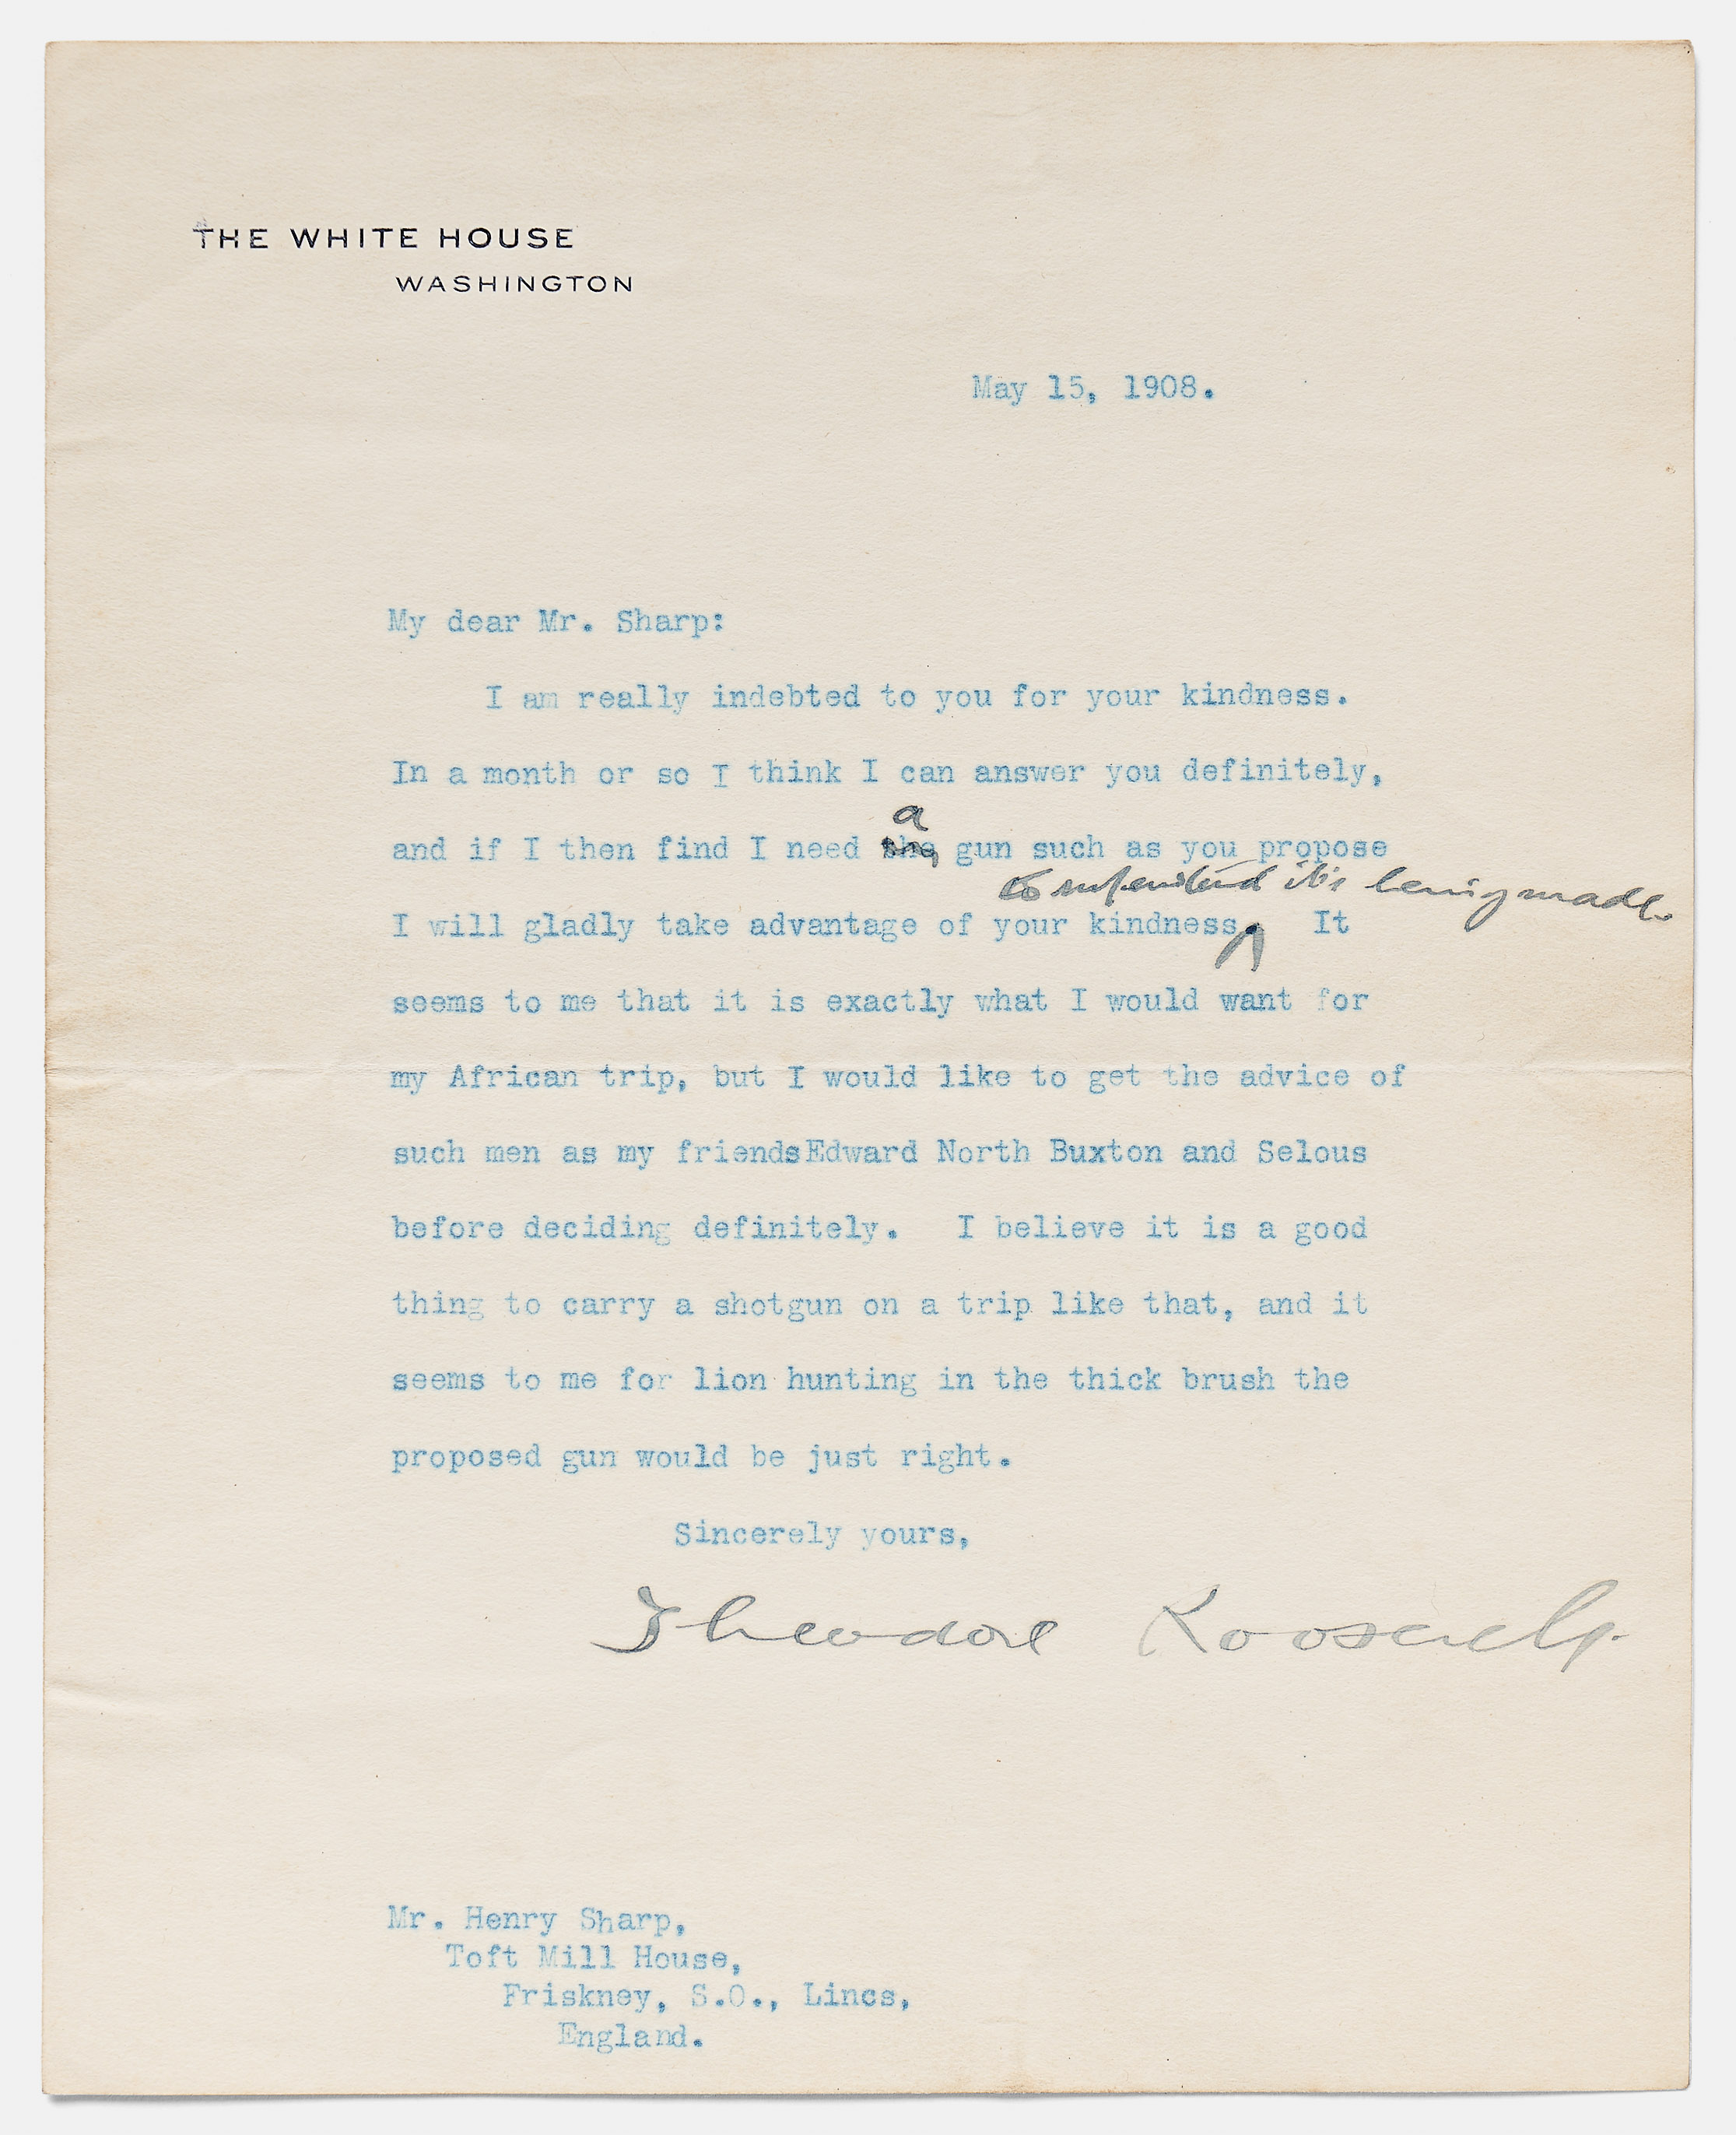 THE WHITE HOUSE
WASHINGTON
May 15, 1908.
My dear Mr. Sharp:
I am really indebted to you for your kindness.
In a month or so I think I can answer you definitely,
a
and if I then find I need the gun such as you propose
to superintend its being made.
I will gladly take advantage of your kindness. It
seems to me that it is exactly what I would want for
my African trip, but I would like to get the advice of
such men as my friendsEdward North Buxton and Selous
before deciding definitely. I believe it is a good
thing to carry a shotgun on a trip like that, and it
seems to me for lion hunting in the thick brush the
proposed gun would be just right.
Sincerely yours,
Theodore Roosevelt
Mr. Henry Sharp,
Toft Mill House,
Friskney, S.O., Lincs,
England.